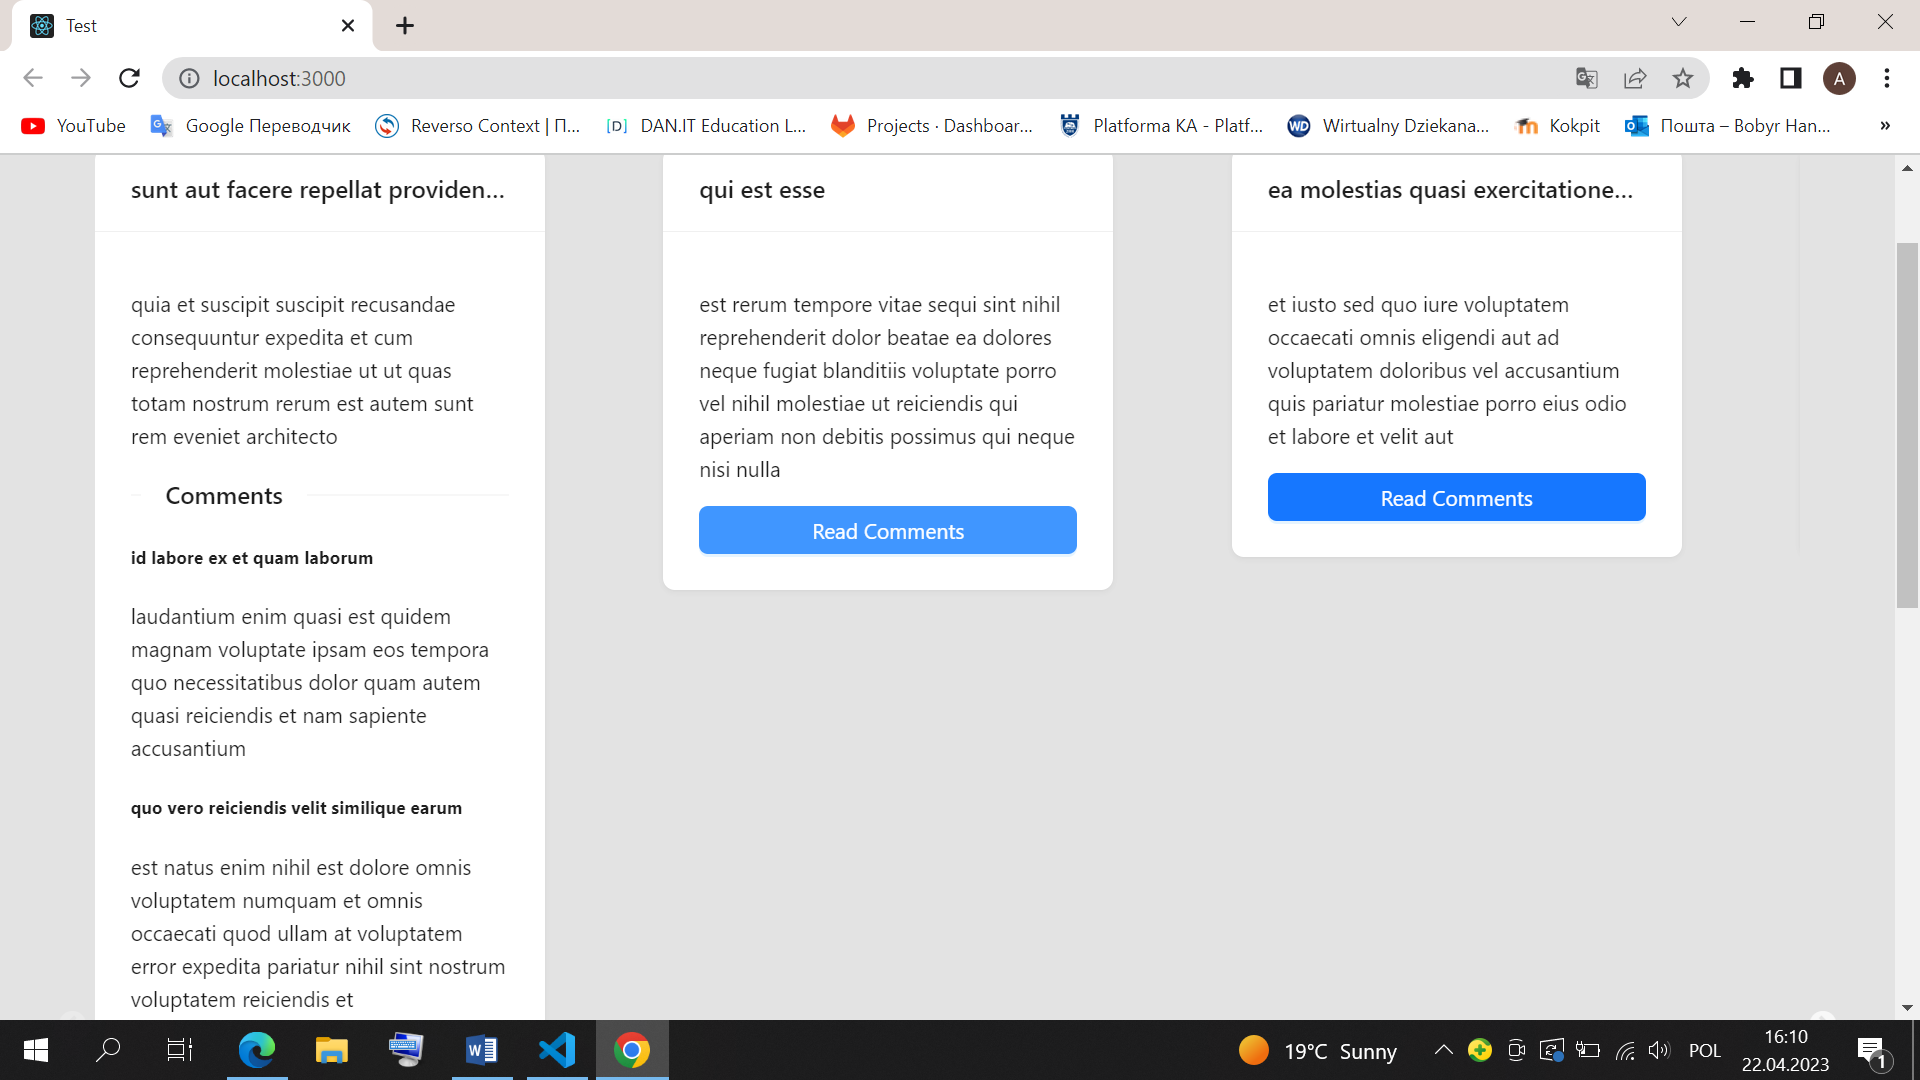 Test
localhost:3000
A
YouTube
Google Переводчик
Reverso Context | П...
[D] DAN.IT Education L...
Projects · Dashboar...
Platforma KA - Platf...
WD Wirtualny Dziekana...
Kokpit
Пошта – Bobyr Han...
»
sunt aut facere repellat providen...
quia et suscipit suscipit recusandae
consequuntur expedita et cum
reprehenderit molestiae ut ut quas
totam nostrum rerum est autem sunt
rem eveniet architecto
Comments
id labore ex et quam laborum
laudantium enim quasi est quidem
magnam voluptate ipsam eos tempora
quo necessitatibus dolor quam autem
quasi reiciendis et nam sapiente
accusantium
quo vero reiciendis velit similique earum
est natus enim nihil est dolore omnis
voluptatem numquam et omnis
occaecati quod ullam at voluptatem
error expedita pariatur nihil sint nostrum
voluptatem reiciendis et
qui est esse
est rerum tempore vitae sequi sint nihil
reprehenderit dolor beatae ea dolores
neque fugiat blanditiis voluptate porro
vel nihil molestiae ut reiciendis qui
aperiam non debitis possimus qui neque
nisi nulla
Read Comments
ea molestias quasi exercitatione...
et iusto sed quo iure voluptatem
occaecati omnis eligendi aut ad
voluptatem doloribus vel accusantium
quis pariatur molestiae porro eius odio
et labore et velit aut
Read Comments
19°C Sunny
POL
16:10
22.04.2023
1